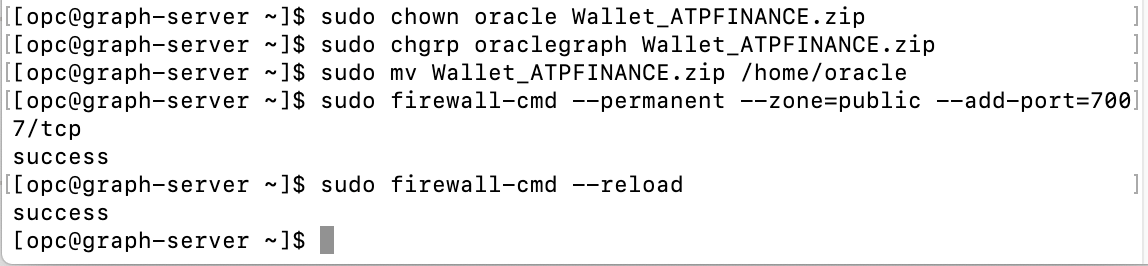 [[opc@graph-server ~]$ sudo chown oracle Wallet_ATPFINANCE.zip ]
[[opc@graph-server ~]$ sudo chgrp oraclegraph Wallet_ATPFINANCE.zip ]
[[opc@graph-server ~]$ sudo mv Wallet_ATPFINANCE.zip /home/oracle ]
[[opc@graph-server ~]$ sudo firewall-cmd --permanent --zone=public --add-port=700]
7/tcp
success
[[opc@graph-server ~]$ sudo firewall-cmd --reload ]
success
[opc@graph-server ~]$